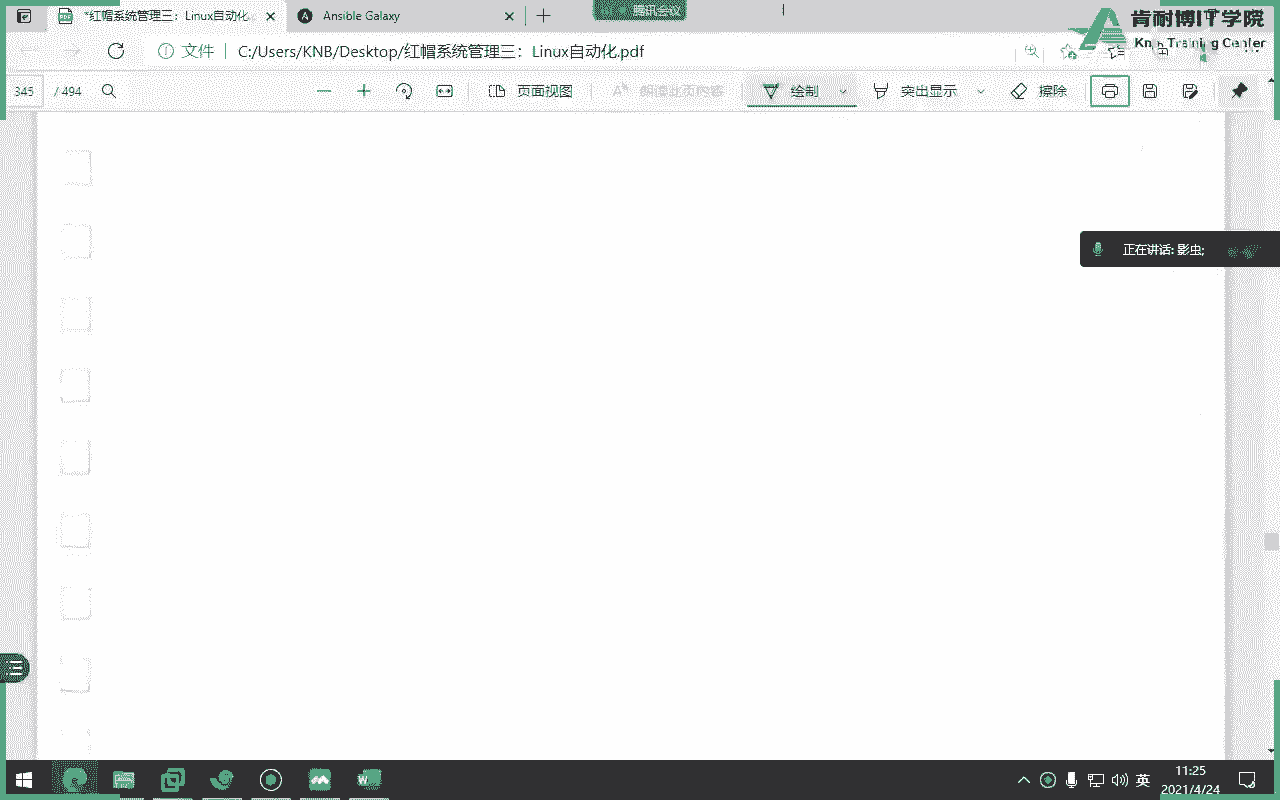 *红帽系统管理三：Linux自动化
Ansible Galaxy
腾讯会议
肯耐博IT学院
KnB Training Center
文件
C:/Users/KNB/Desktop/红帽系统管理三：Linux自动化.pdf
345 / 494
页面视图
朗读此页内容
绘制
突出显示
擦除
正在讲话: 影虫;
英
11:25
2021/4/24